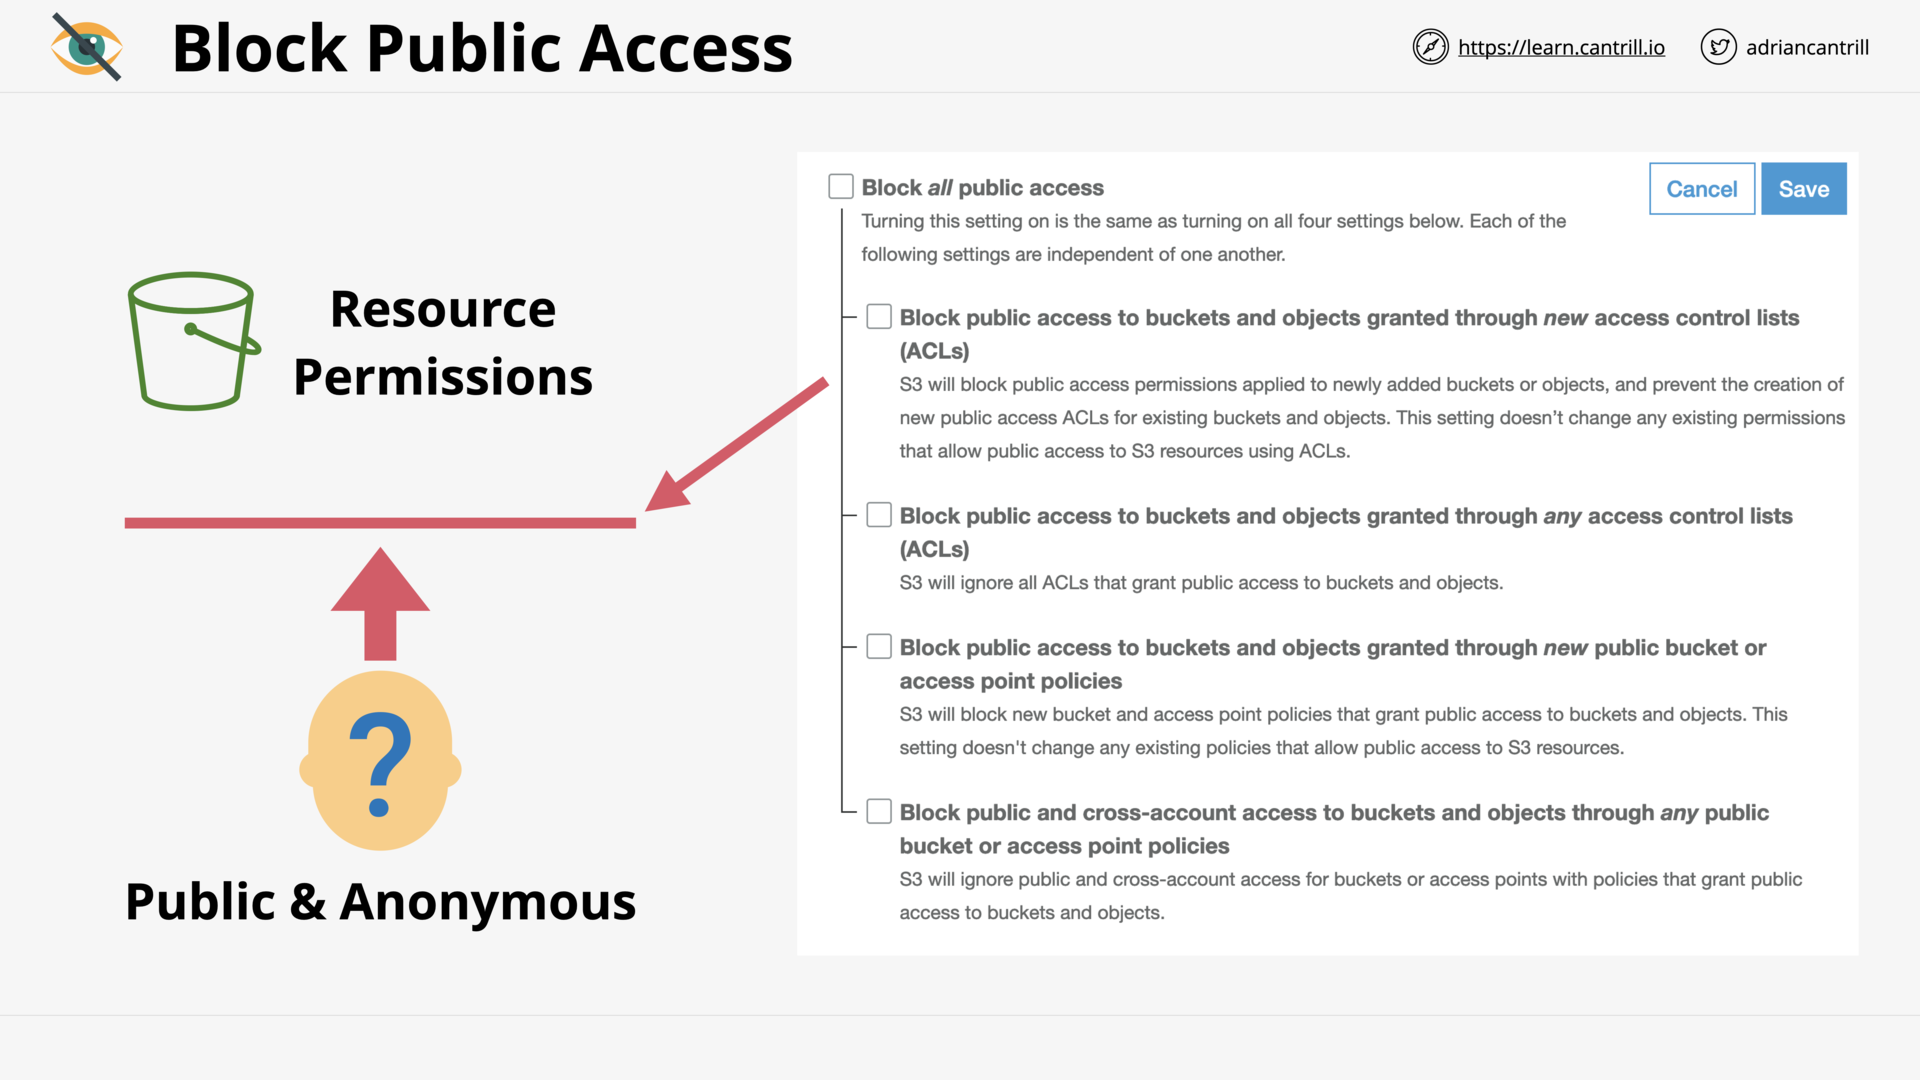 Block Public Access
https://learn.cantrill.io
adriancantrill
Resource
Permissions
?
Public & Anonymous
Block all public access
Cancel
Save
Turning this setting on is the same as turning on all four settings below. Each of the
following settings are independent of one another.
Block public access to buckets and objects granted through new access control lists
(ACLs)
S3 will block public access permissions applied to newly added buckets or objects, and prevent the creation of
new public access ACLs for existing buckets and objects. This setting doesn’t change any existing permissions
that allow public access to S3 resources using ACLs.
Block public access to buckets and objects granted through any access control lists
(ACLs)
S3 will ignore all ACLs that grant public access to buckets and objects.
Block public access to buckets and objects granted through new public bucket or
access point policies
S3 will block new bucket and access point policies that grant public access to buckets and objects. This
setting doesn't change any existing policies that allow public access to S3 resources.
Block public and cross-account access to buckets and objects through any public
bucket or access point policies
S3 will ignore public and cross-account access for buckets or access points with policies that grant public
access to buckets and objects.